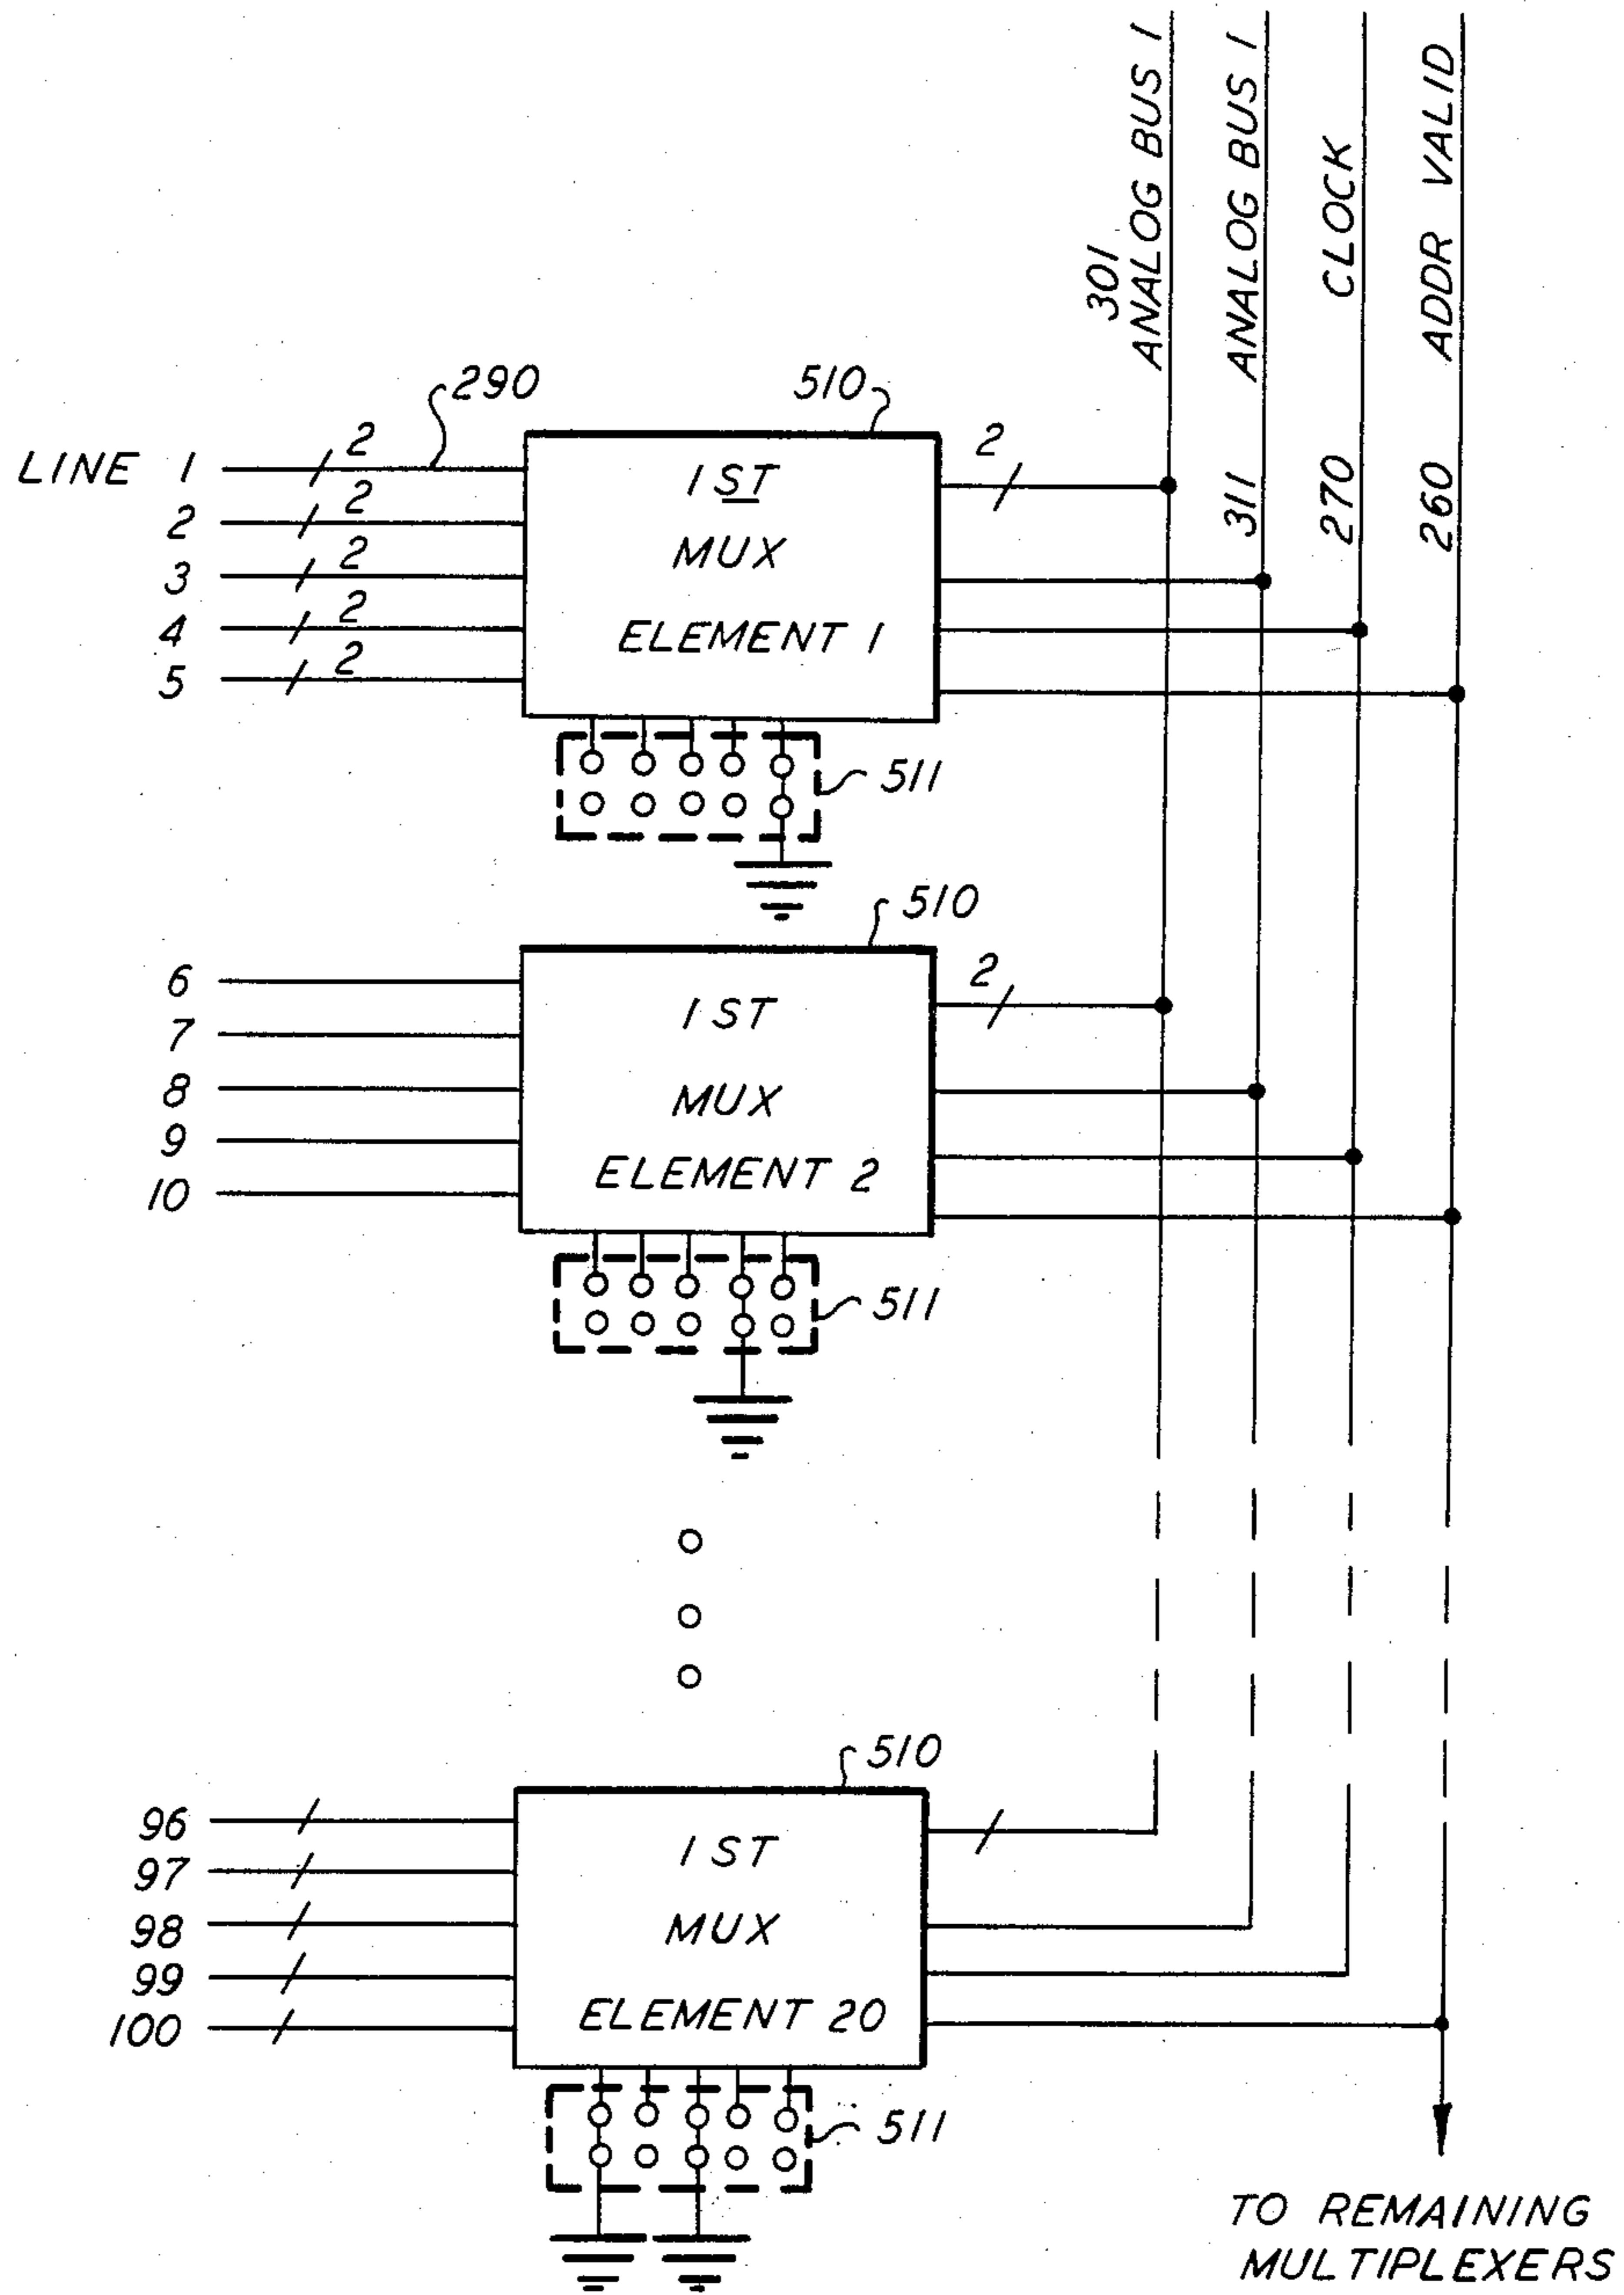 301
ANALOG BUS 1
311 ANALOG BUS 1
270 CLOCK
260 ADDR VALID
290
510
LINE 1
2
2
2
3
2
4
2
5
2
1ST
MUX
ELEMENT 1
2
511
510
6
7
8
9
10
1ST
MUX
ELEMENT 2
2
511
510
96
97
98
99
100
1ST
MUX
ELEMENT 20
511
TO REMAINING
MULTIPLEXERS